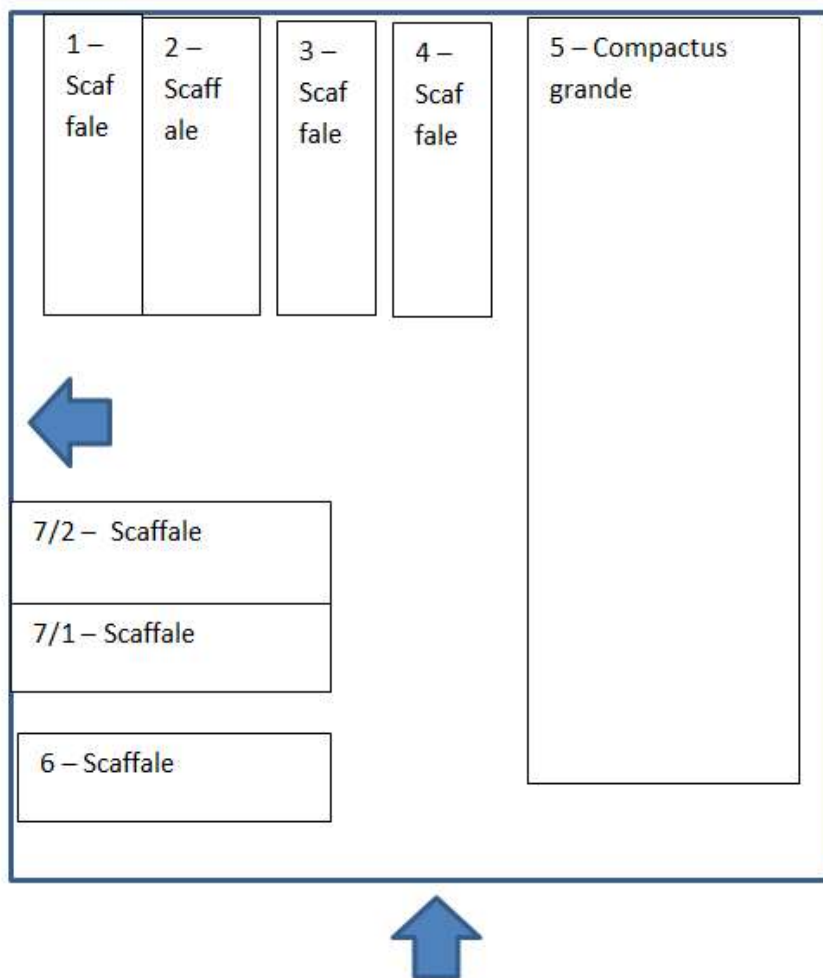 1 –
Scaf
fale
2 –
Scaff
ale
3 –
Scaf
fale
4 –
Scaf
fale
5 – Compactus
grande
7/2 – Scaffale
7/1 – Scaffale
6 – Scaffale